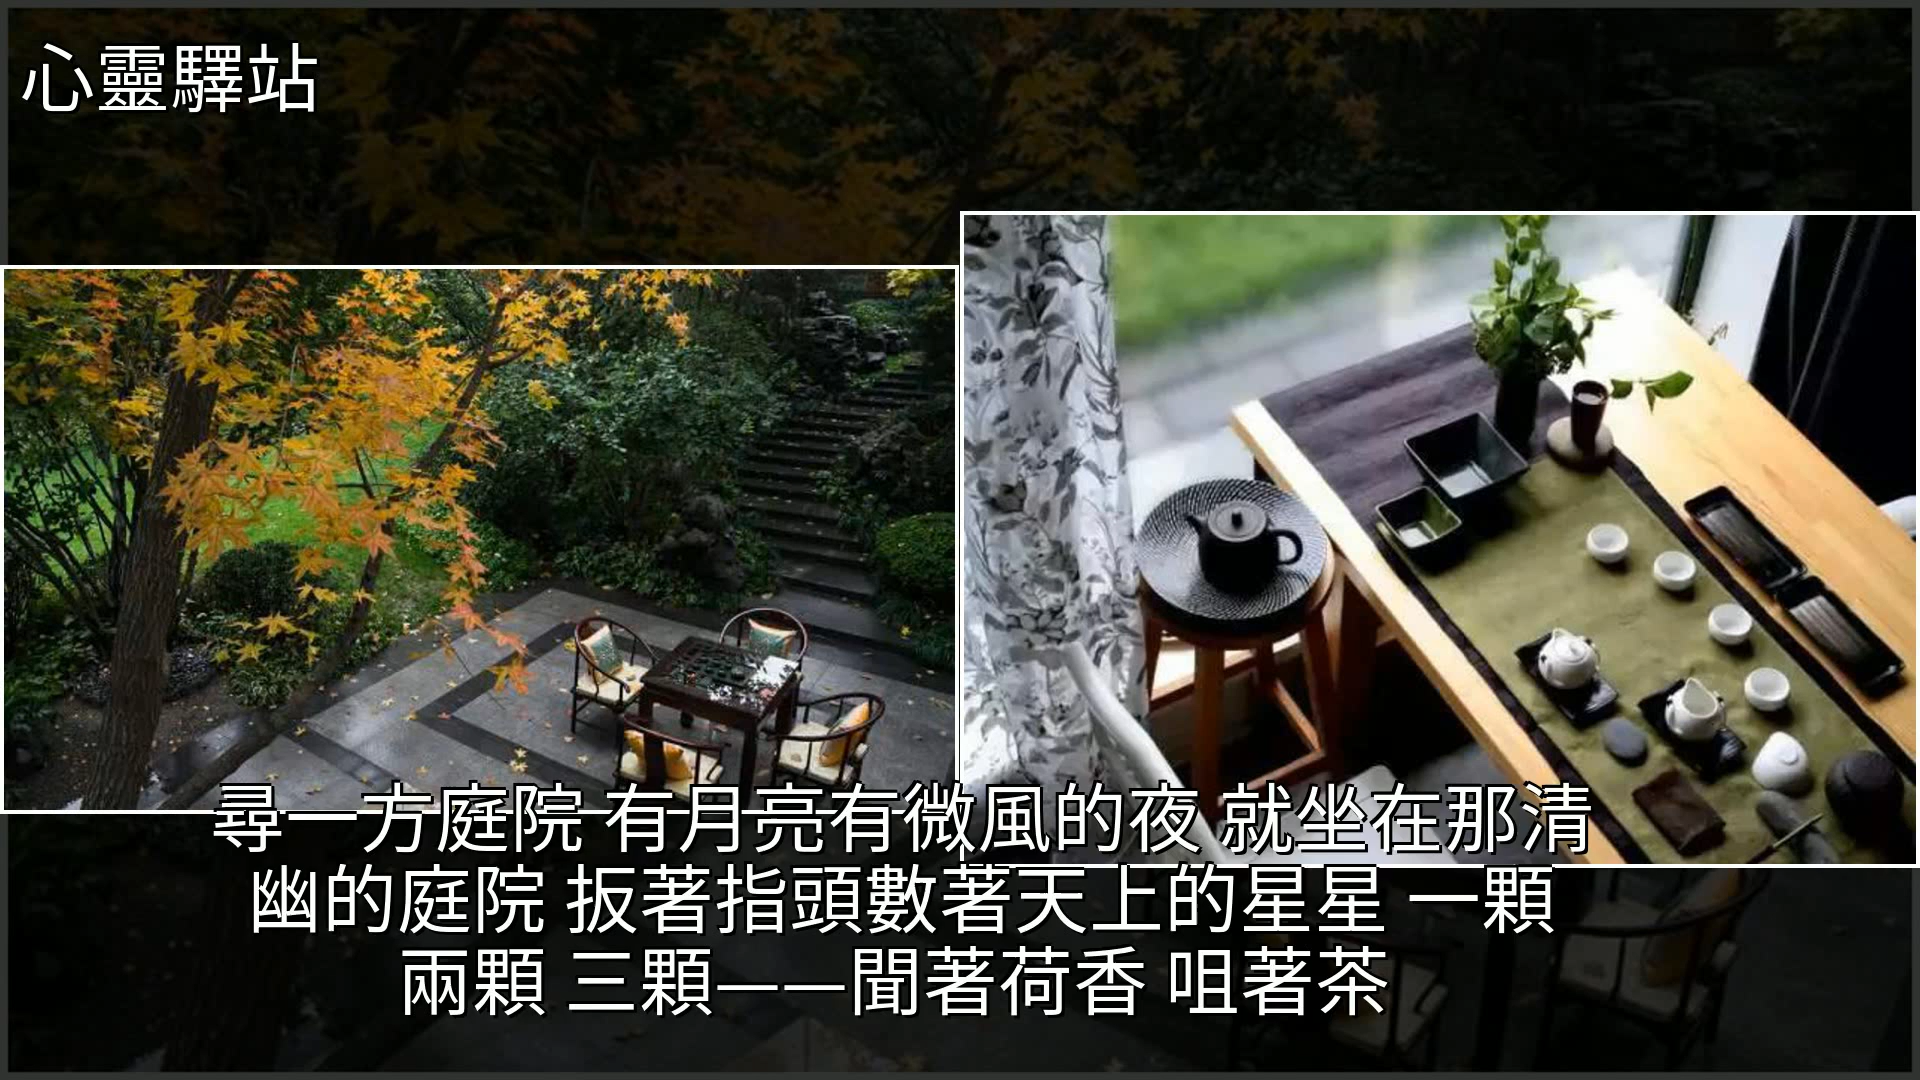 心靈驛站
尋一方庭院 有月亮有微風的夜 就坐在那清
幽的庭院 扳著指頭數著天上的星星 一顆
兩顆 三顆——聞著荷香 咀著茶